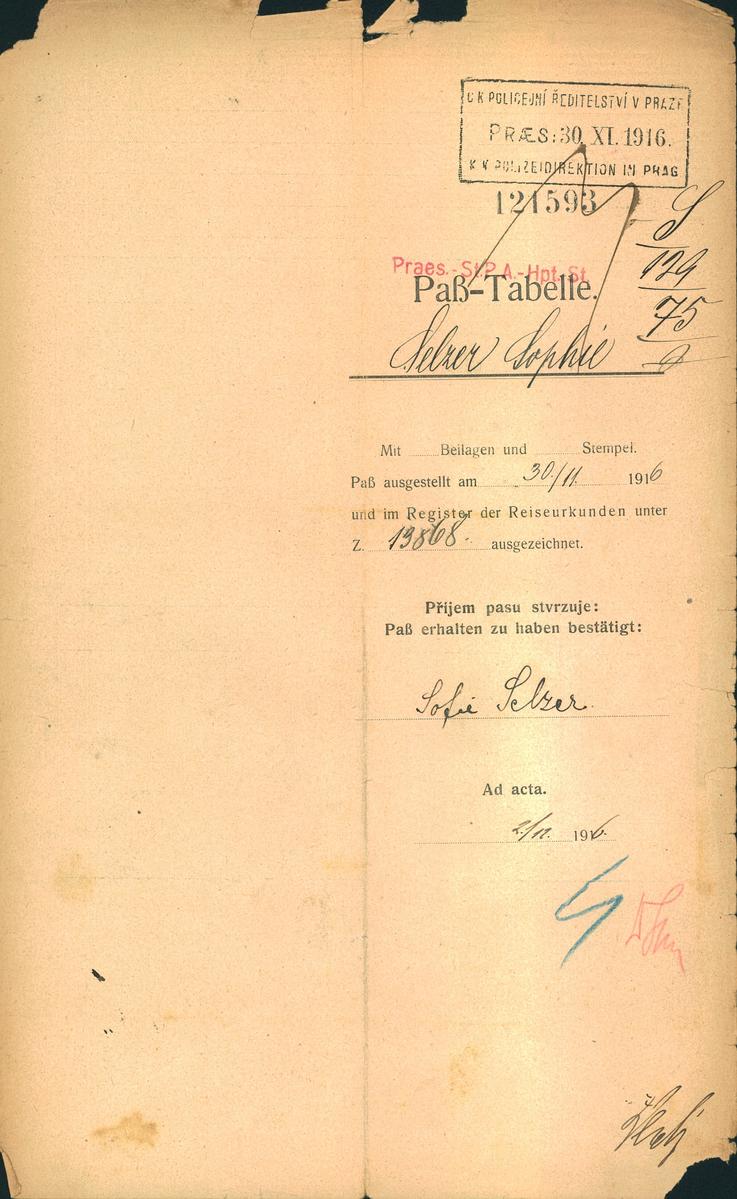 C K POLICEJNÍ ŘEDITELSTVÍ V PRAZE
PRÆS: 30. XI. 1916.
K K POLIZEIDIREKTION IN PRAG
121593
S
129
75
Praes.-St.P.A.-Hpt. St.
Paß-Tabelle.
Selzer Sophie
Mit Beilagen und Stempel.
Paß ausgestellt am 30/11. 1916
und im Register der Reiseurkunden unter
Z. 13868. ausgezeichnet.
Příjem pasu stvrzuje:
Paß erhalten zu haben bestätigt:
Sofie Selzer
Ad acta.
1916.